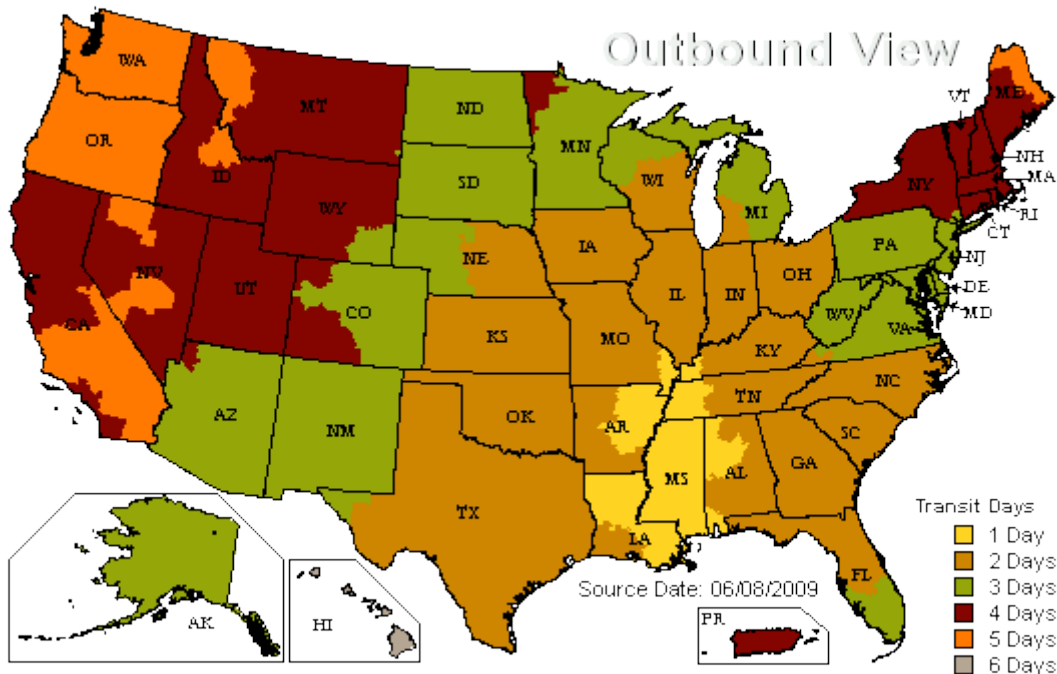 Outbound View
WA
MT
ND
MN
VT
ME
OR
ID
SD
WI
NH
MA
NY
WY
MI
RI
CT
IA
PA
NE
NJ
NV
UT
IL
IN
OH
DE
CA
CO
MD
WV
VA
KS
MO
KY
NC
TN
AZ
NM
OK
AR
SC
MS
AL
GA
TX
LA
FL
Transit Days
1 Day
2 Days
3 Days
4 Days
5 Days
6 Days
Source Date: 06/08/2009
PR
AK
HI